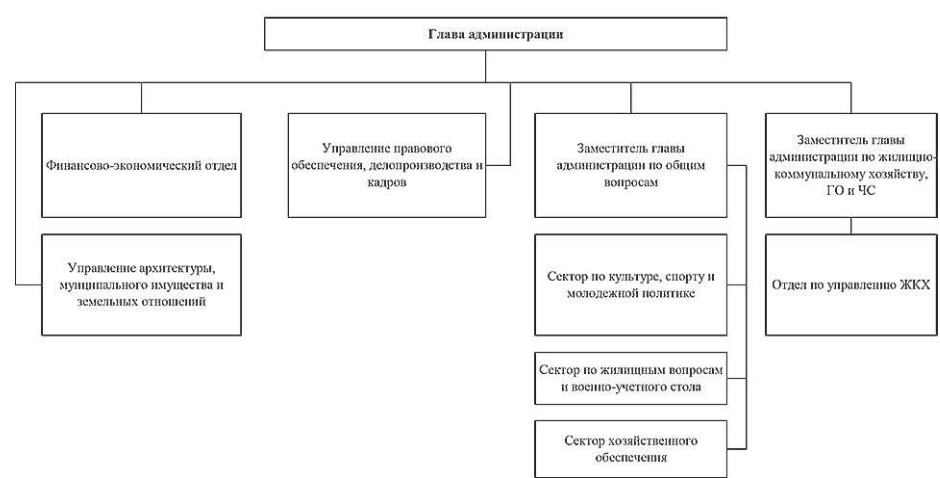 Глава администрации
Финансово-экономический отдел
Управление правового
обеспечения, делопроизводства и
кадров
Заместитель главы
администрации по общим
вопросам
Заместитель главы
администрации по жилищно-
коммунальному хозяйству,
ГО и ЧС
Управление архитектуры,
муниципального имущества и
земельных отношений
Сектор по культуре, спорту и
молодежной политике
Отдел по управлению ЖКХ
Сектор по жилищным вопросам
и военно-учетного стола
Сектор хозяйственного
обеспечения